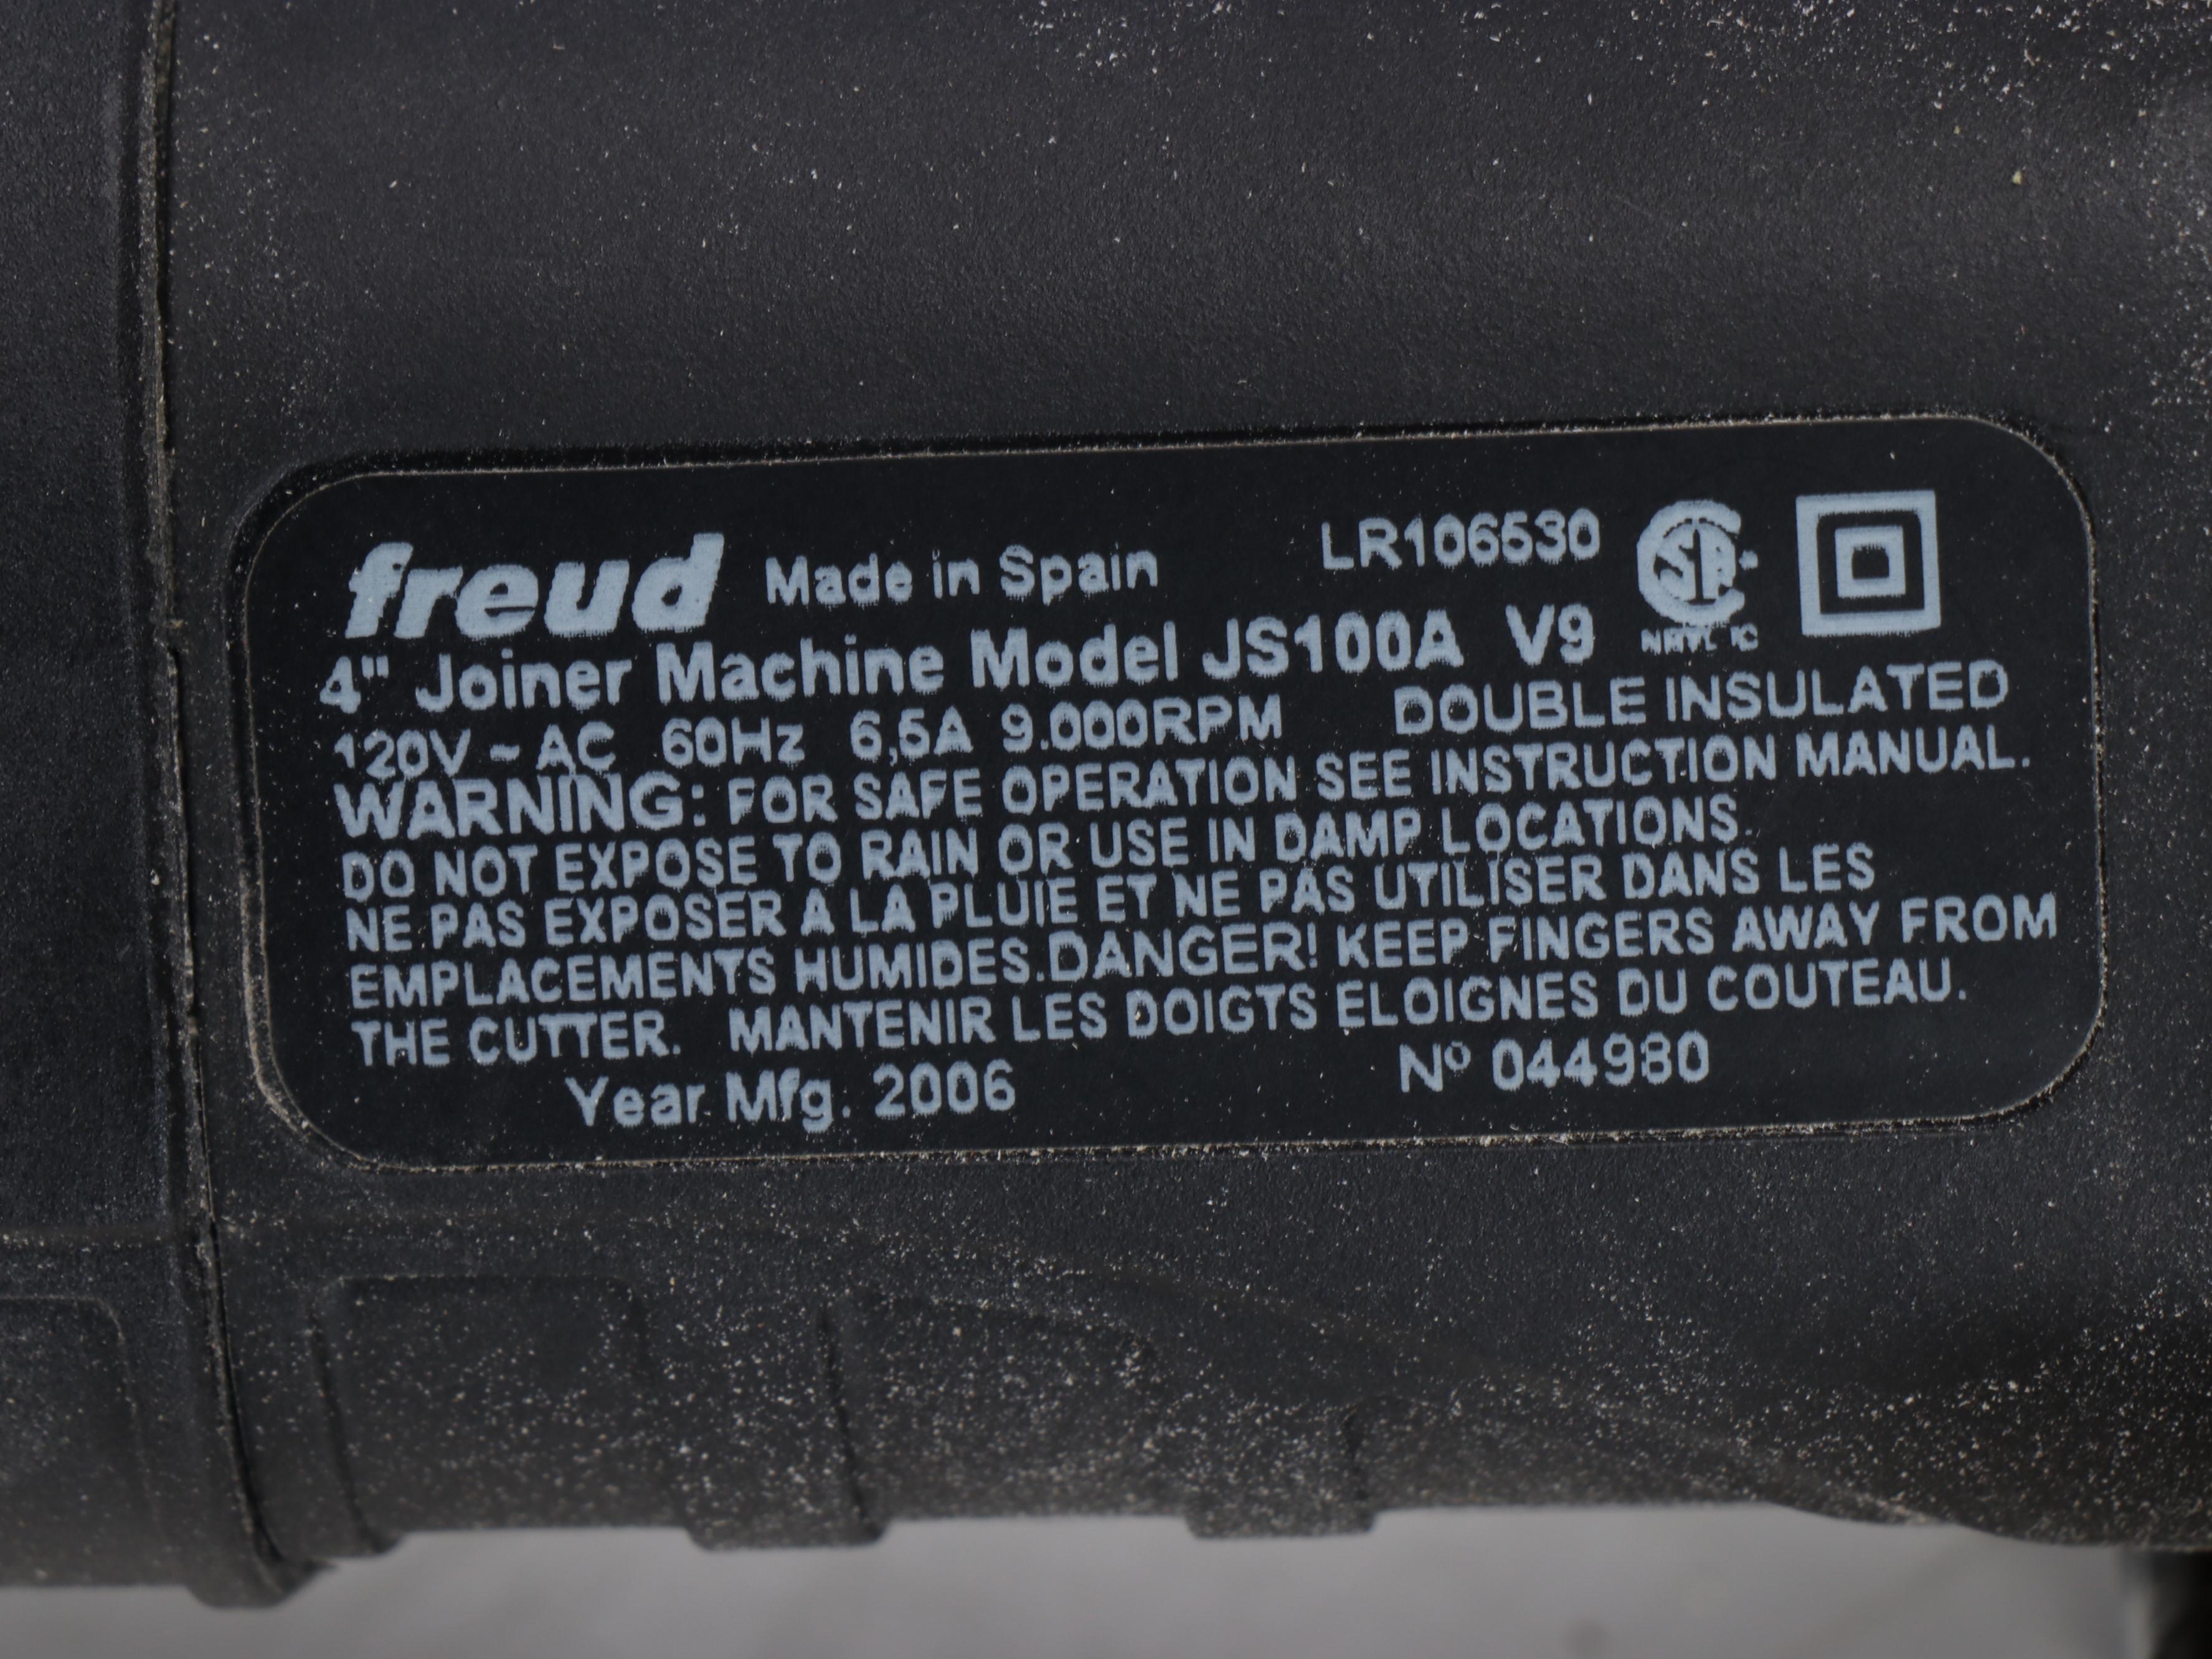 freud Made in Spain LR106530
4" Joiner Machine Model JS100A V9 NRTL/C
120V ~ AC 60Hz 6,5A 9.000RPM DOUBLE INSULATED
WARNING: FOR SAFE OPERATION SEE INSTRUCTION MANUAL.
DO NOT EXPOSE TO RAIN OR USE IN DAMP LOCATIONS.
NE PAS EXPOSER A LA PLUIE ET NE PAS UTILISER DANS LES
EMPLACEMENTS HUMIDES.DANGER! KEEP FINGERS AWAY FROM
THE CUTTER. MANTENIR LES DOIGTS ELOIGNES DU COUTEAU.
Year Mfg. 2006 Nº 044980